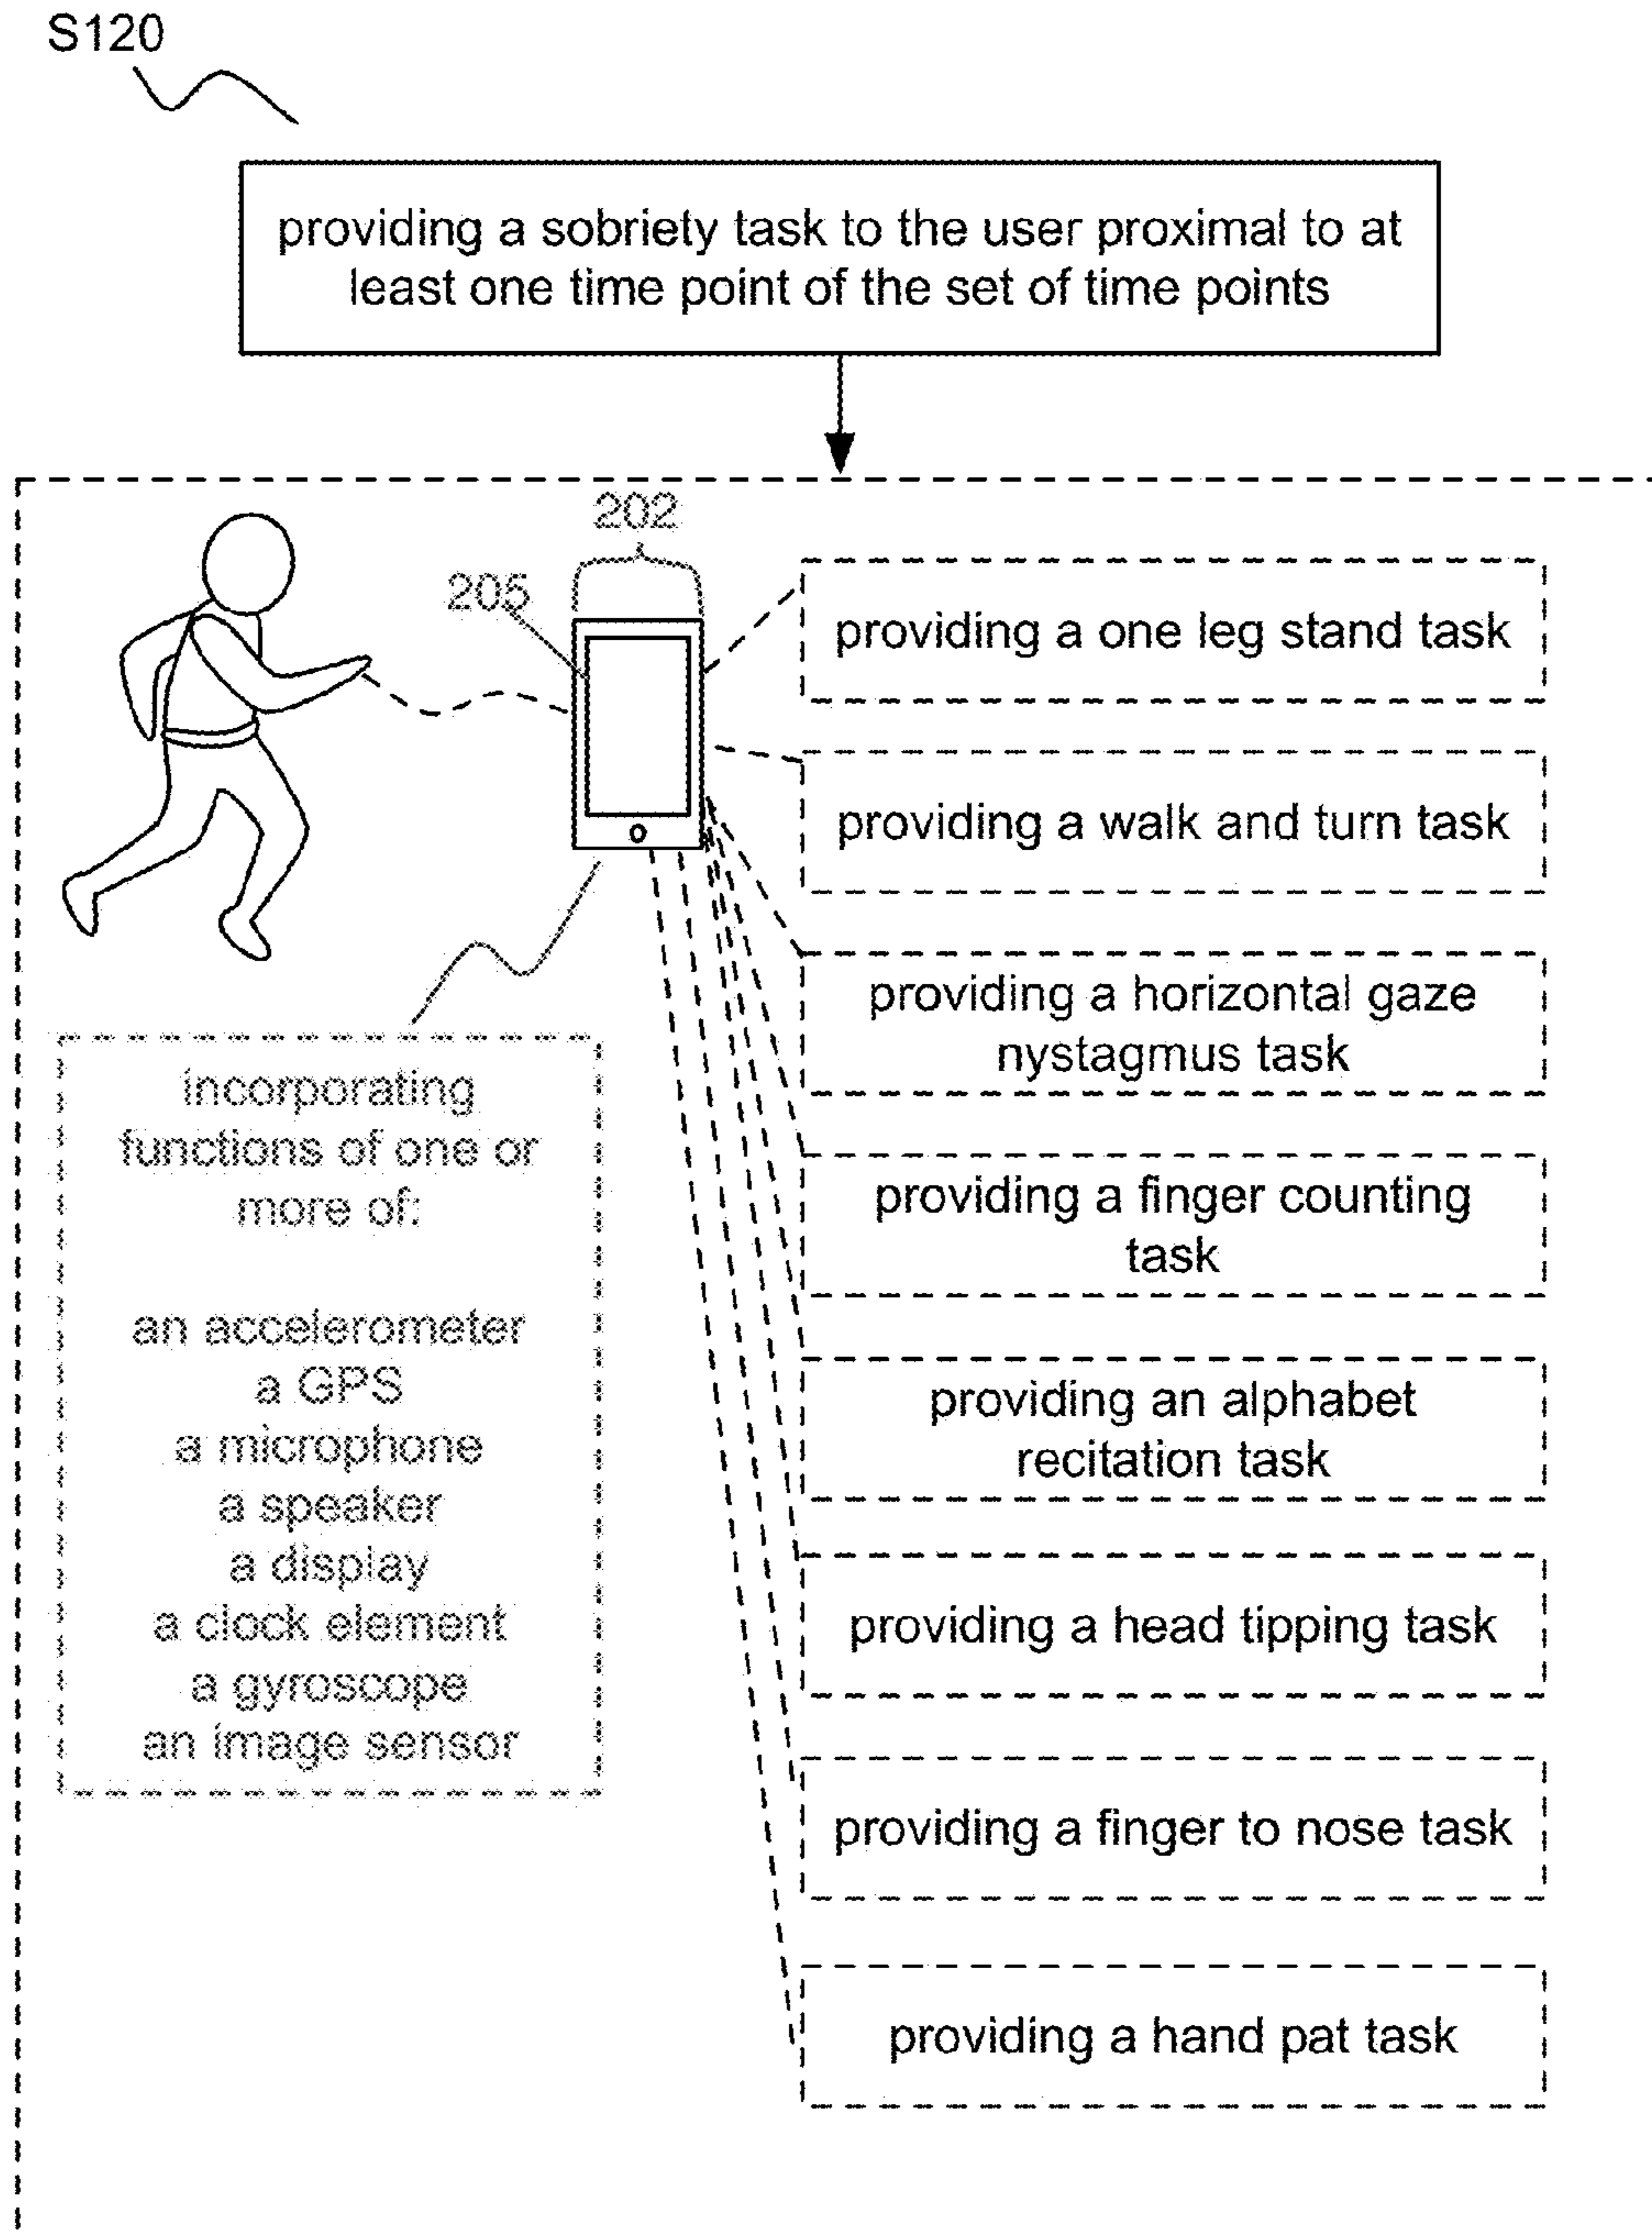 S120
providing a sobriety task to the user proximal to at
least one time point of the set of time points
202
205
providing a one leg stand task
providing a walk and turn task
providing a horizontal gaze
nystagmus task
providing a finger counting
task
providing an alphabet
recitation task
providing a head tipping task
providing a finger to nose task
providing a hand pat task
incorporating
functions of one or
more of:
an accelerometer
a GPS
a microphone
a speaker
a display
a clock element
a gyroscope
an image sensor